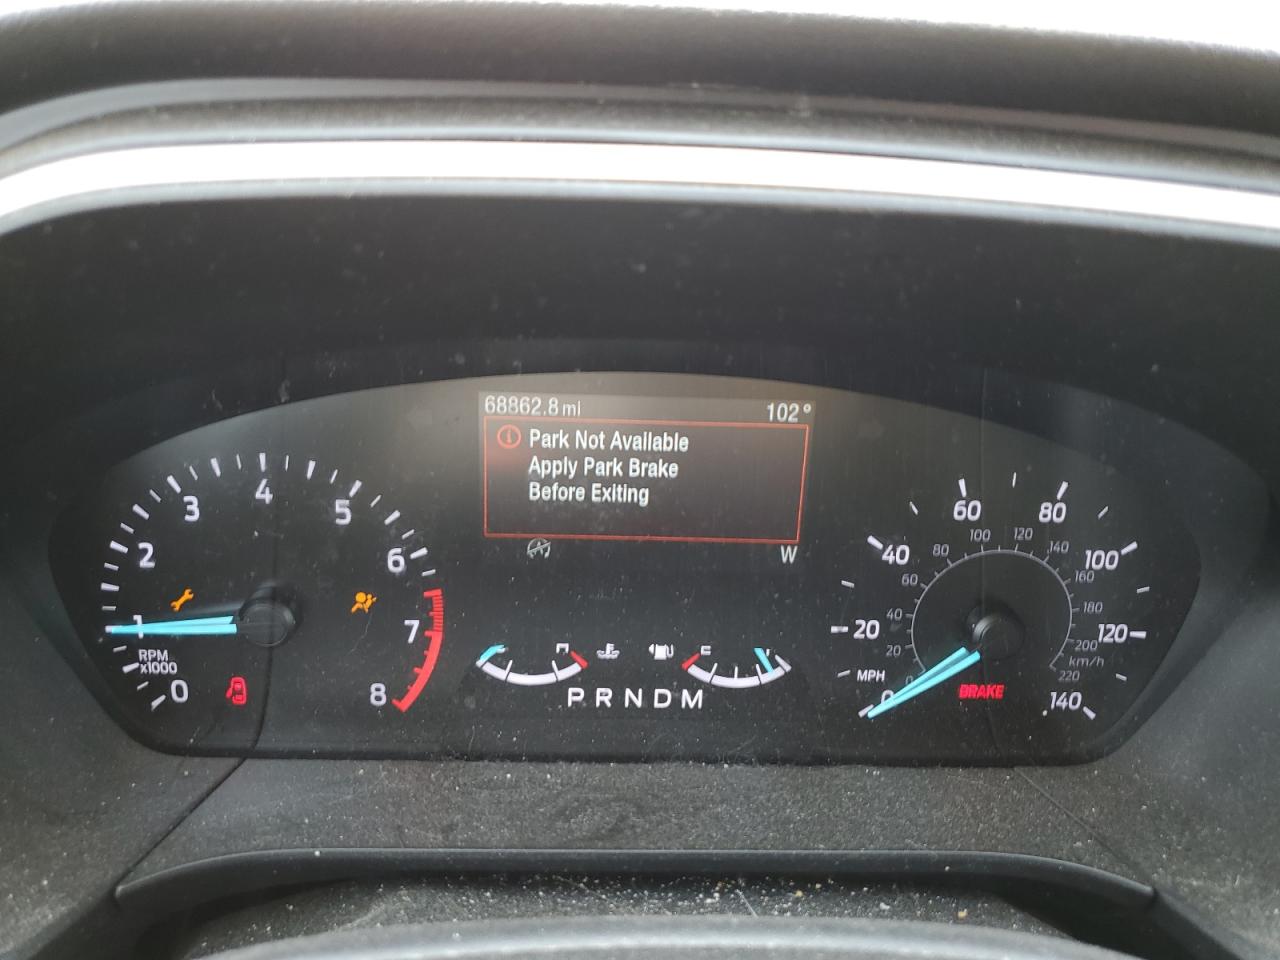 68862.8 mi 102°
Park Not Available
Apply Park Brake
Before Exiting
W
0 1 2 3 4 5 6 7 8
RPM
x1000
P R N D M
0 20 40 60 80 100 120 140
MPH
0 20 40 60 80 100 120 140 160 180 200 220
km/h
BRAKE